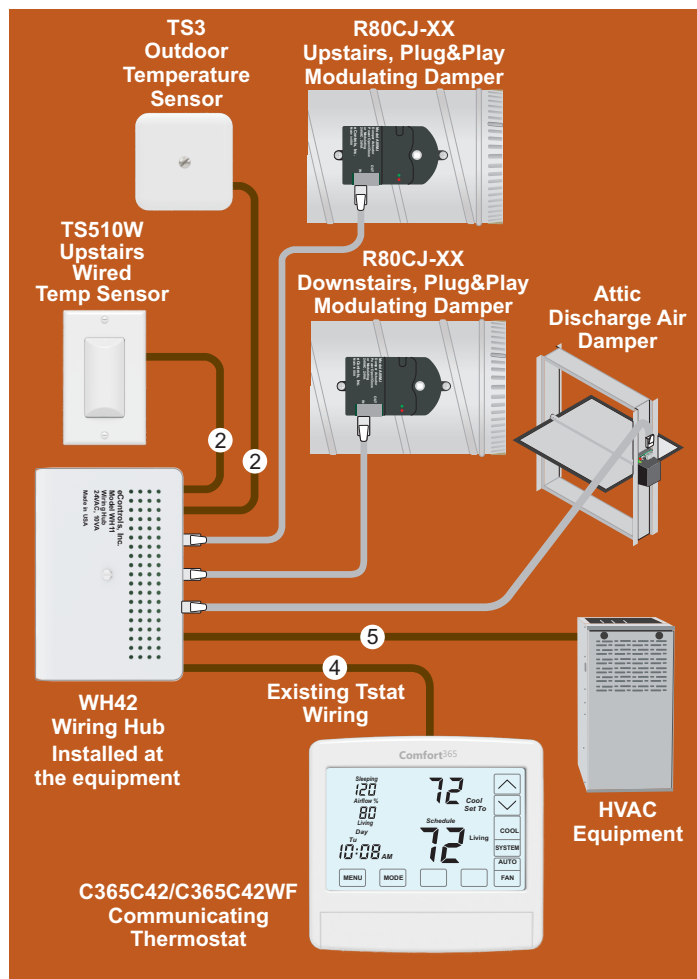 TS3
Outdoor
Temperature
Sensor
R80CJ-XX
Upstairs, Plug&Play
Modulating Damper
TS510W
Upstairs
Wired
Temp Sensor
R80CJ-XX
Downstairs, Plug&Play
Modulating Damper
Attic
Discharge Air
Damper
2
2
eControls, Inc.
Model WH11
Wiring Hub
24VAC, 10VA
Made in USA
5
4
Existing Tstat
Wiring
WH42
Wiring Hub
Installed at
the equipment
HVAC
Equipment
Comfort365
Sleeping
120
Airflow %
80
Living
Day
Tu
10:08 AM
72
Cool
Set To
Schedule
72
Living
COOL
SYSTEM
AUTO
FAN
MENU
MODE
C365C42/C365C42WF
Communicating
Thermostat